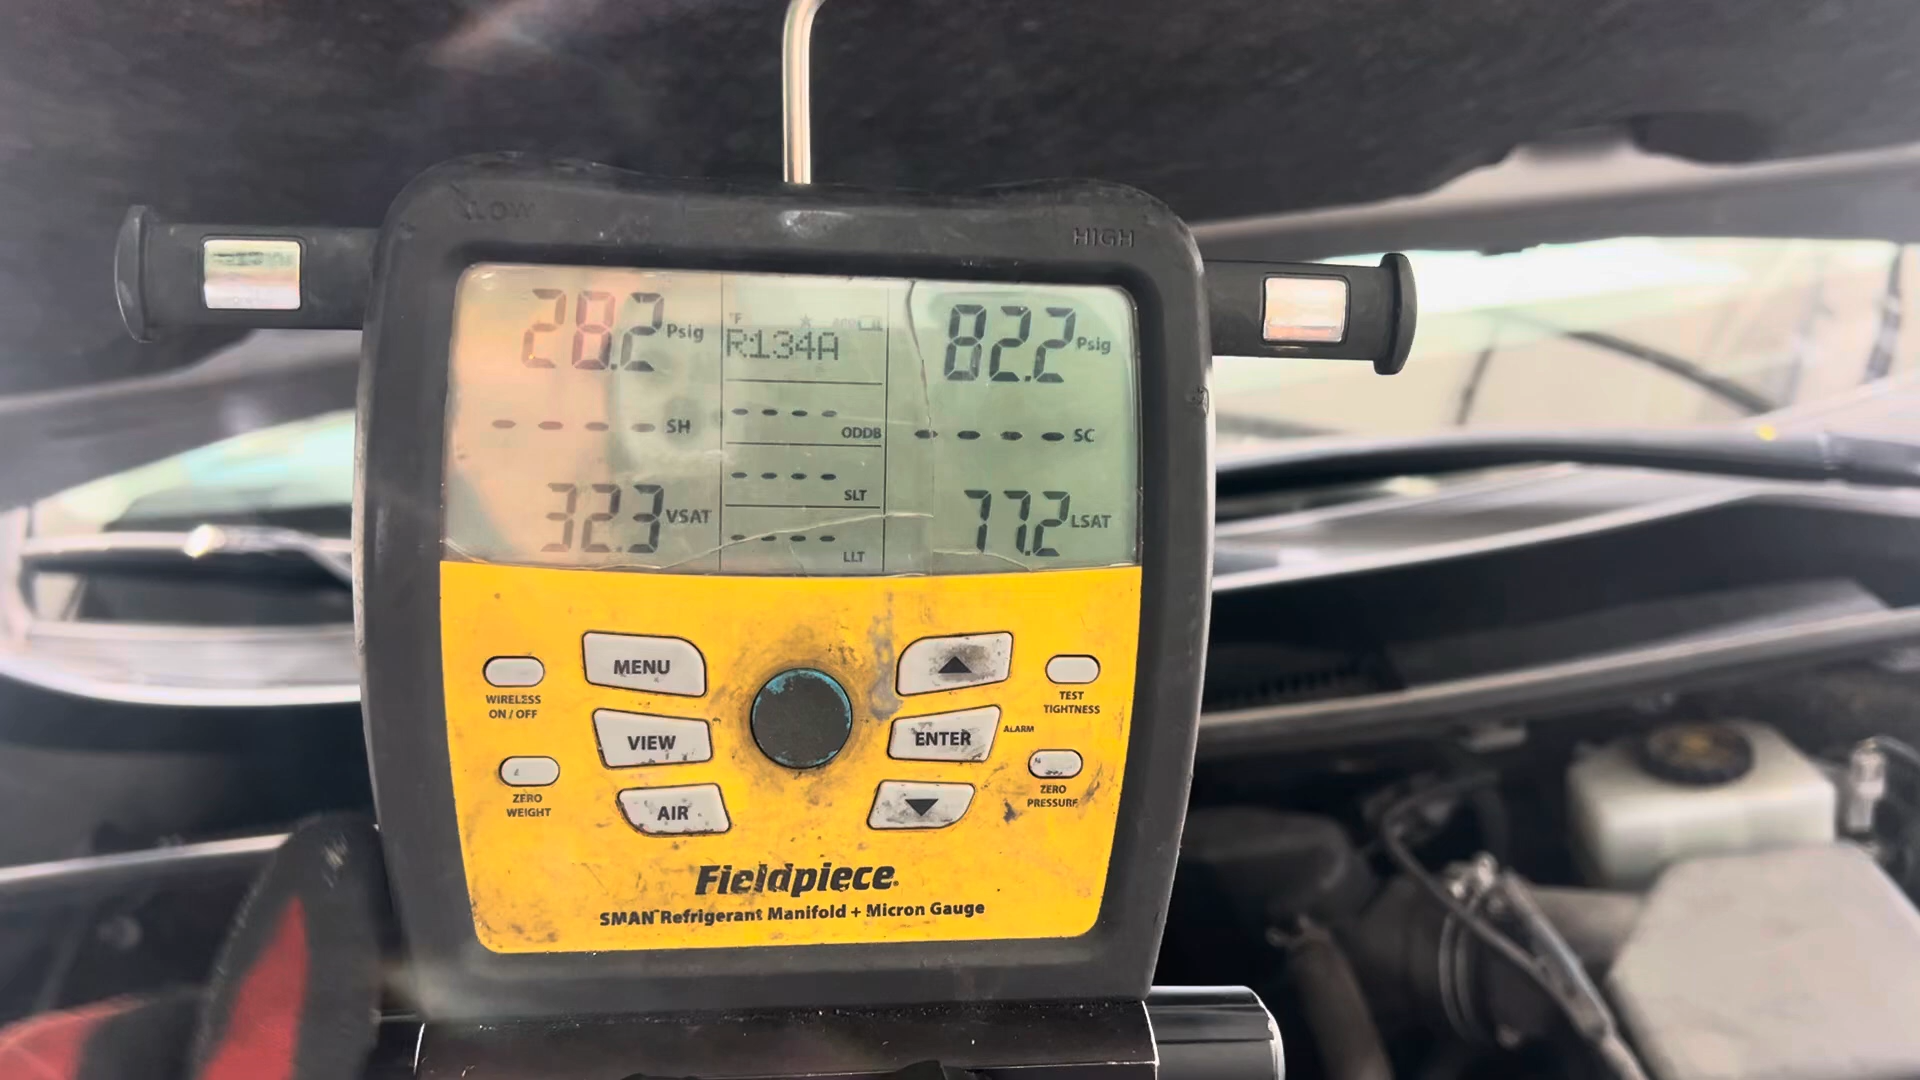 LOW
HIGH
28.2 Psig
°F
R134A
82.2 Psig
- - - - SH
- - - - ODDB
- - - - SC
- - - - SLT
32.3 VSAT
77.2 LSAT
- - - - LLT
WIRELESS
ON / OFF
MENU
TEST
TIGHTNESS
VIEW
ENTER
ALARM
ZERO
WEIGHT
AIR
ZERO
PRESSURE
Fieldpiece
SMAN™ Refrigerant Manifold + Micron Gauge